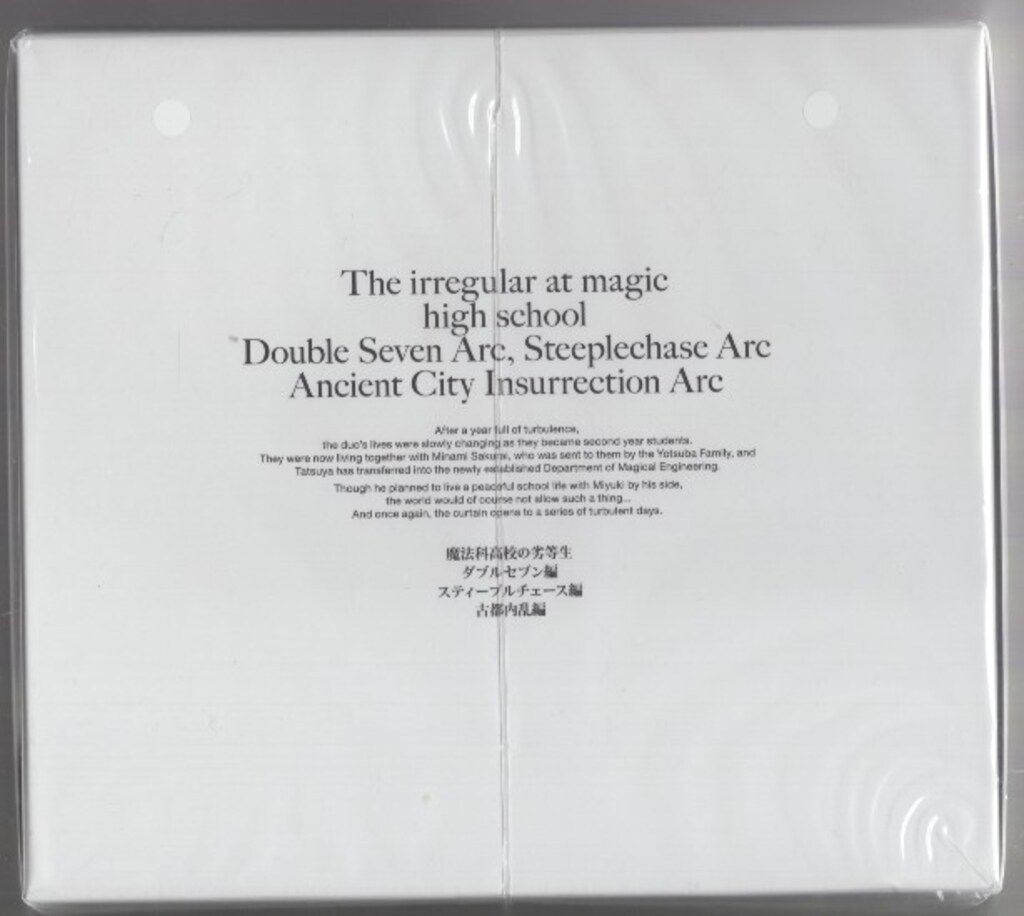 The irregular at magic
high school
Double Seven Arc, Steeplechase Arc
Ancient City Insurrection Arc
After a year full of turbulence,
the duo's lives were slowly changing as they became second year students.
They were now living together with Minami Sakurai, who was sent to them by the Yotsuba Family, and
Tatsuya has transferred into the newly established Department of Magical Engineering.
Though he planned to live a peaceful school life with Miyuki by his side,
the world would of course not allow such a thing...
And once again, the curtain opens to a series of turbulent days.
魔法科高校の劣等生
ダブルセブン編
スティープルチェース編
古都内乱編